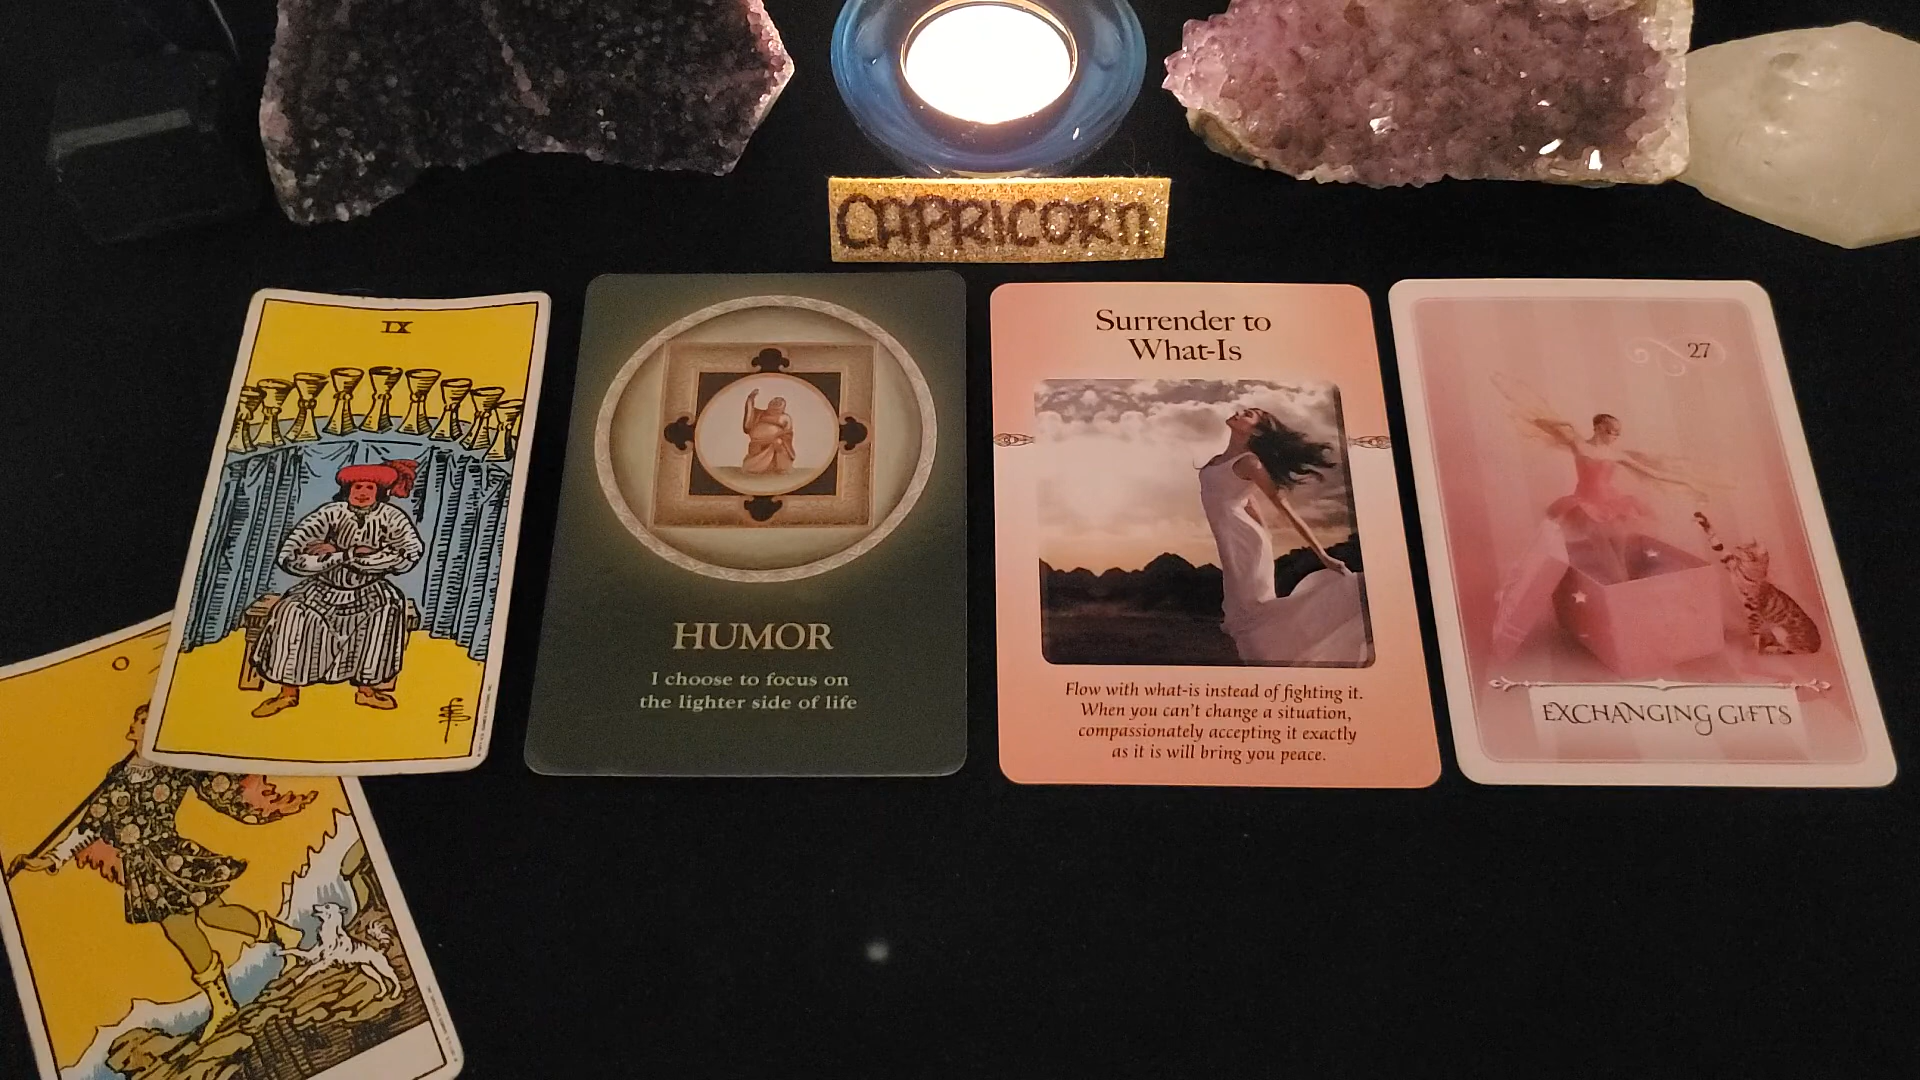 CAPRICORN
IX
HUMOR
I choose to focus on
the lighter side of life
Surrender to
What-Is
Flow with what-is instead of fighting it.
When you can't change a situation,
compassionately accepting it exactly
as it is will bring you peace.
27
EXCHANGING GIFTS
0